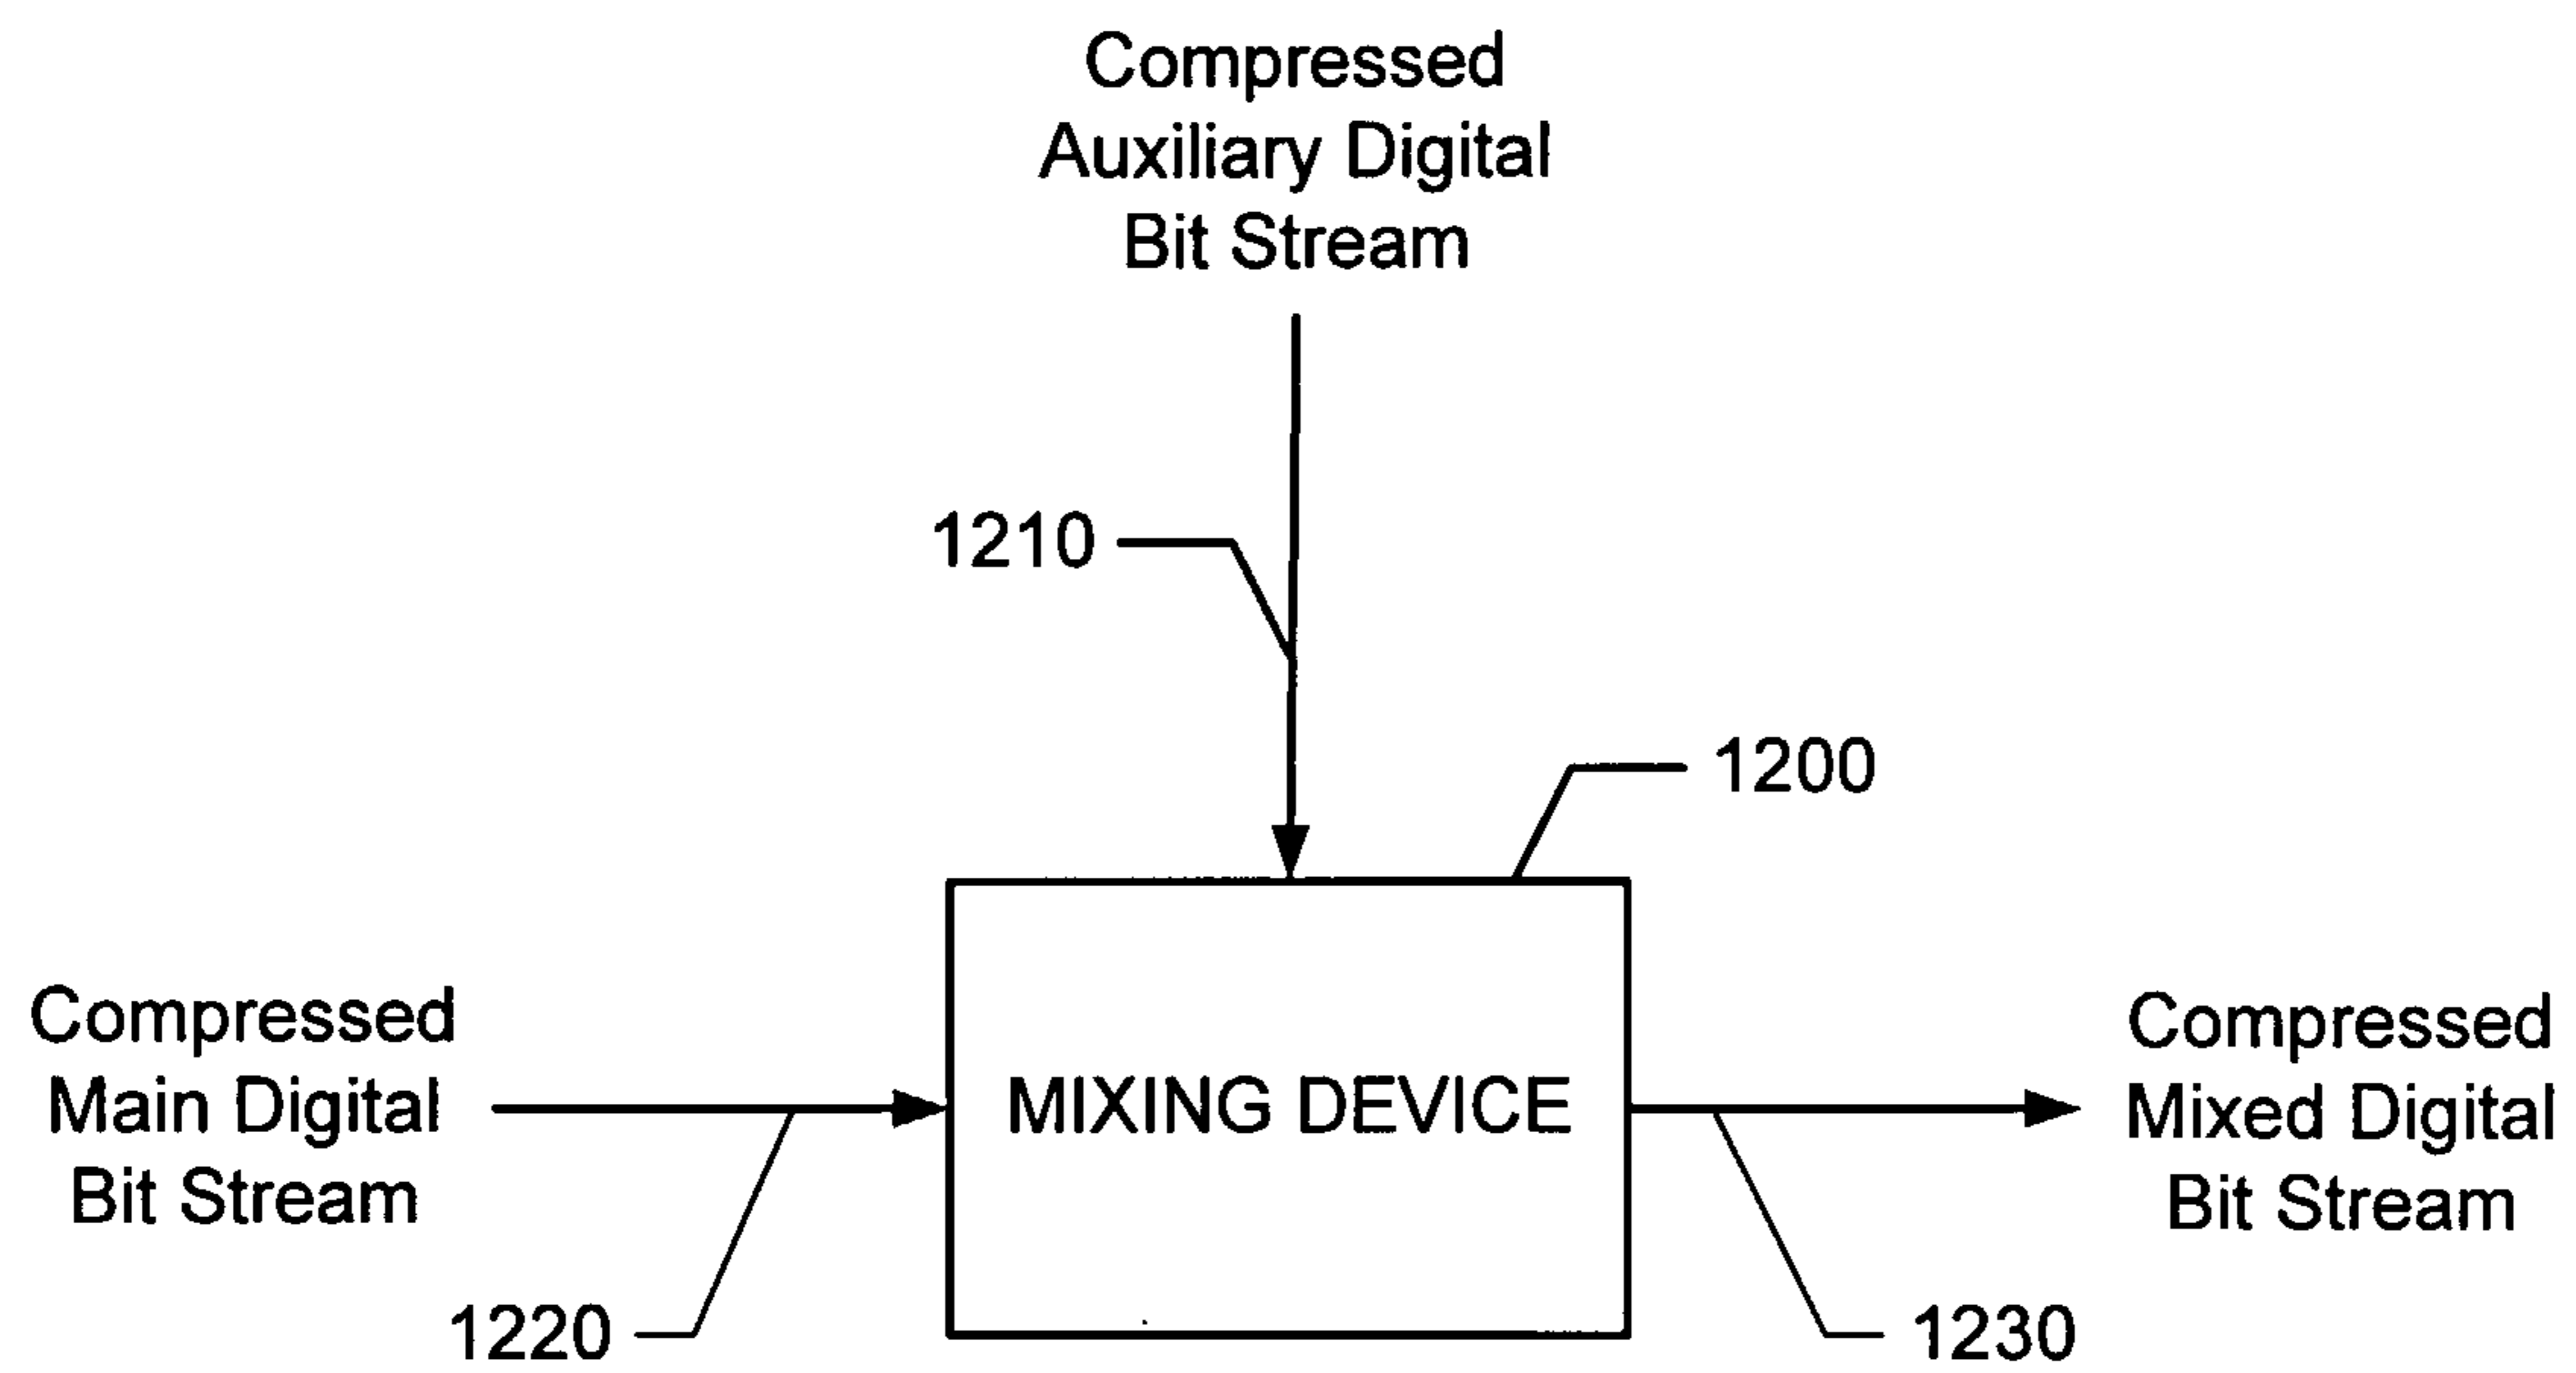 Compressed
Auxiliary Digital
Bit Stream
1210
1200
Compressed
Main Digital
Bit Stream
MIXING DEVICE
Compressed
Mixed Digital
Bit Stream
1220
1230